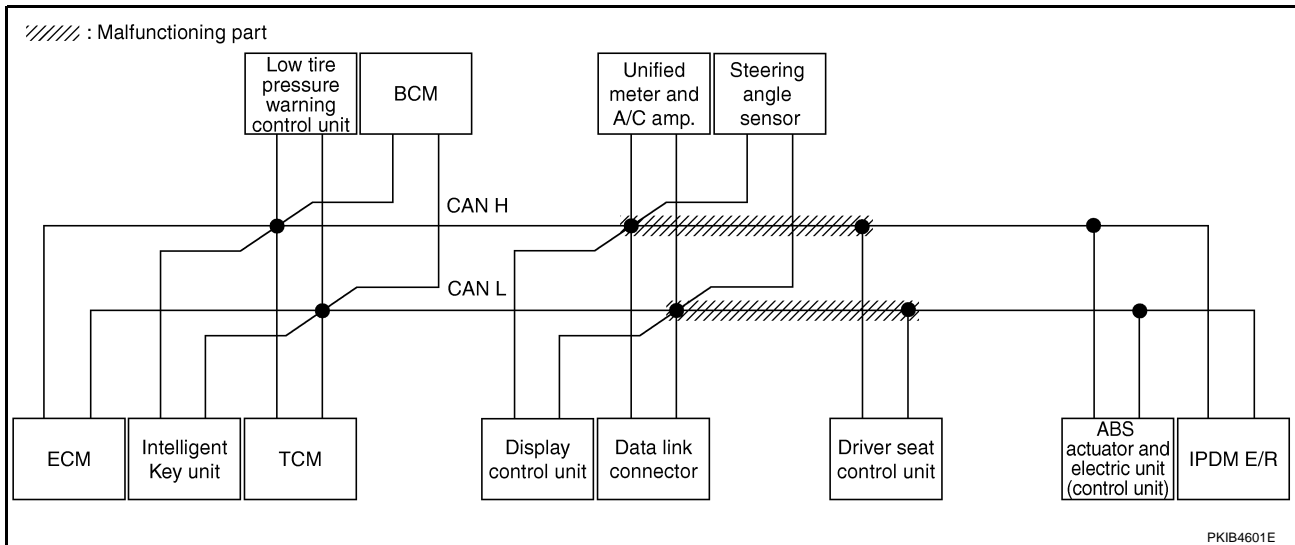 : Malfunctioning part
Low tire
pressure
warning
control unit
BCM
Unified
meter and
A/C amp.
Steering
angle
sensor
CAN H
CAN L
ECM
Intelligent
Key unit
TCM
Display
control unit
Data link
connector
Driver seat
control unit
ABS
actuator and
electric unit
(control unit)
IPDM E/R
PKIB4601E